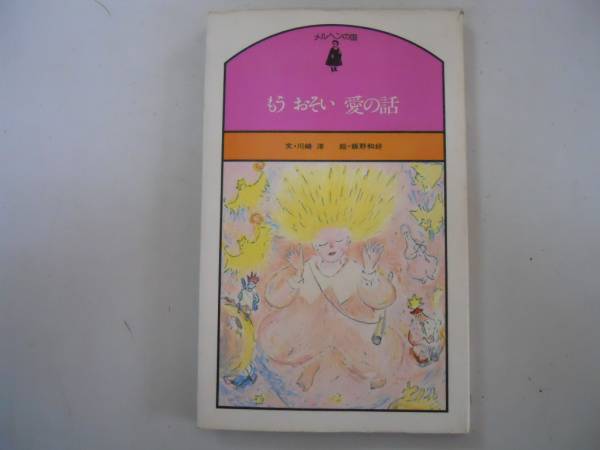 メルヘンの国
もう おそい 愛の話
文・川崎 洋 絵・飯野和好